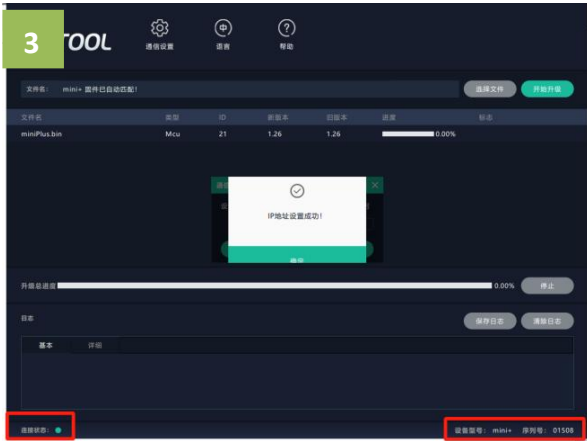 3
TOOL
通信设置 语言 帮助
文件名: mini+ 固件已自动匹配! 选择文件 开始升级
文件名 类型 ID 新版本 旧版本 进度 标志
miniPlus.bin Mcu 21 1.26 1.26 0.00%
IP地址设置成功!
确定
升级总进度 0.00% 停止
日志 保存日志 清除日志
基本 详细
连接状态: 设备型号: mini+ 序列号: 01508